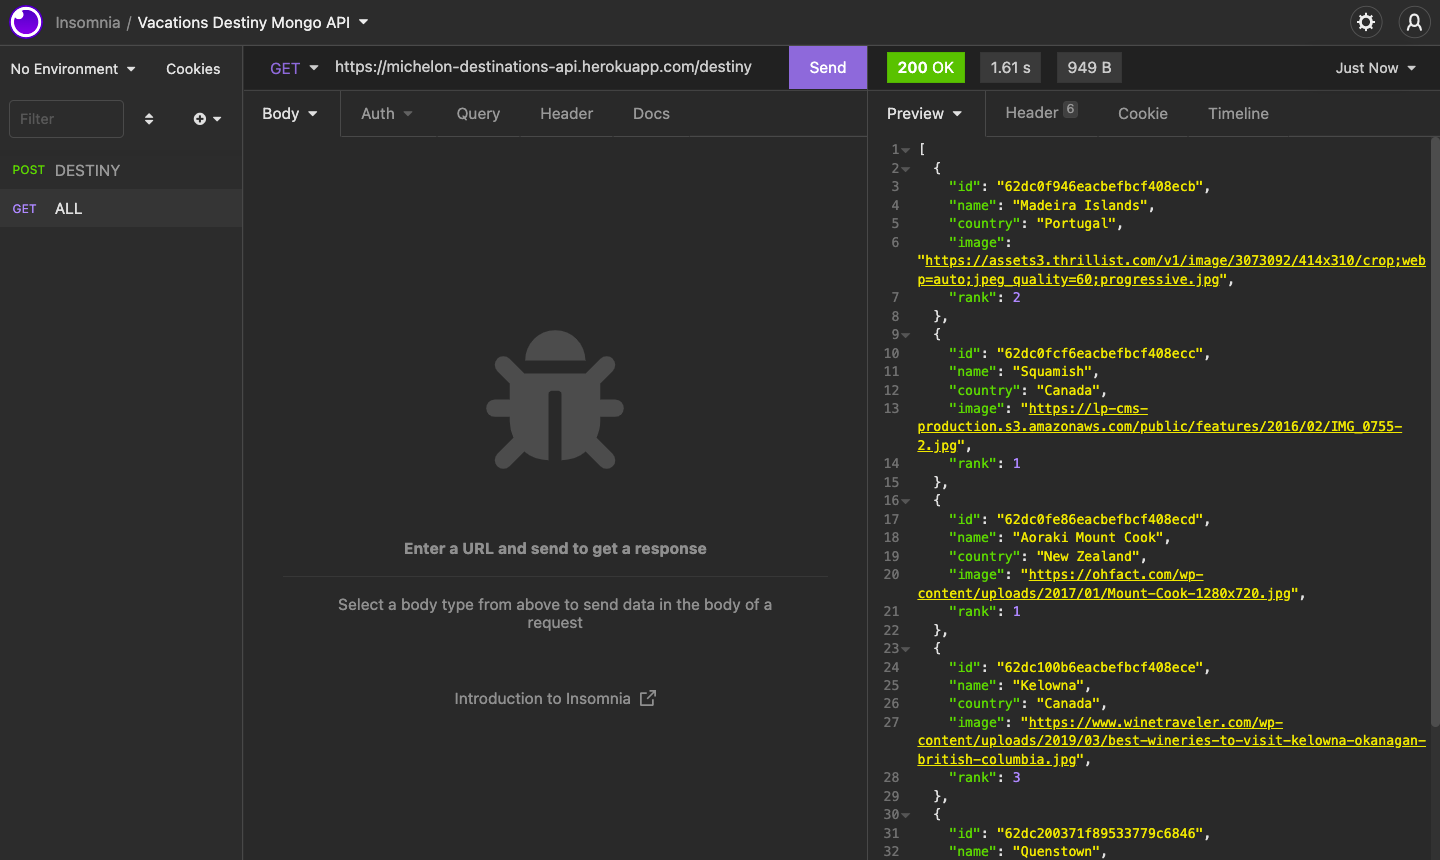 Insomnia / Vacations Destiny Mongo API
No Environment
Cookies
GET
https://michelon-destinations-api.herokuapp.com/destiny
Send
200 OK
1.61 s
949 B
Just Now
Filter
POST DESTINY
GET ALL
Body
Auth
Query
Header
Docs
Enter a URL and send to get a response
Select a body type from above to send data in the body of a
request
Introduction to Insomnia
Preview
Header 6
Cookie
Timeline
1 [
2 {
3 "id": "62dc0f946eacbefbcf408ecb",
4 "name": "Madeira Islands",
5 "country": "Portugal",
6 "image":
"https://assets3.thrillist.com/v1/image/3073092/414x310/crop;web
p=auto;jpeg_quality=60;progressive.jpg",
7 "rank": 2
8 },
9 {
10 "id": "62dc0fcf6eacbefbcf408ecc",
11 "name": "Squamish",
12 "country": "Canada",
13 "image": "https://lp-cms-
production.s3.amazonaws.com/public/features/2016/02/IMG_0755-
2.jpg",
14 "rank": 1
15 },
16 {
17 "id": "62dc0fe86eacbefbcf408ecd",
18 "name": "Aoraki Mount Cook",
19 "country": "New Zealand",
20 "image": "https://ohfact.com/wp-
content/uploads/2017/01/Mount-Cook-1280x720.jpg",
21 "rank": 1
22 },
23 {
24 "id": "62dc100b6eacbefbcf408ece",
25 "name": "Kelowna",
26 "country": "Canada",
27 "image": "https://www.winetraveler.com/wp-
content/uploads/2019/03/best-wineries-to-visit-kelowna-okanagan-
british-columbia.jpg",
28 "rank": 3
29 },
30 {
31 "id": "62dc200371f89533779c6846",
32 "name": "Quenstown",